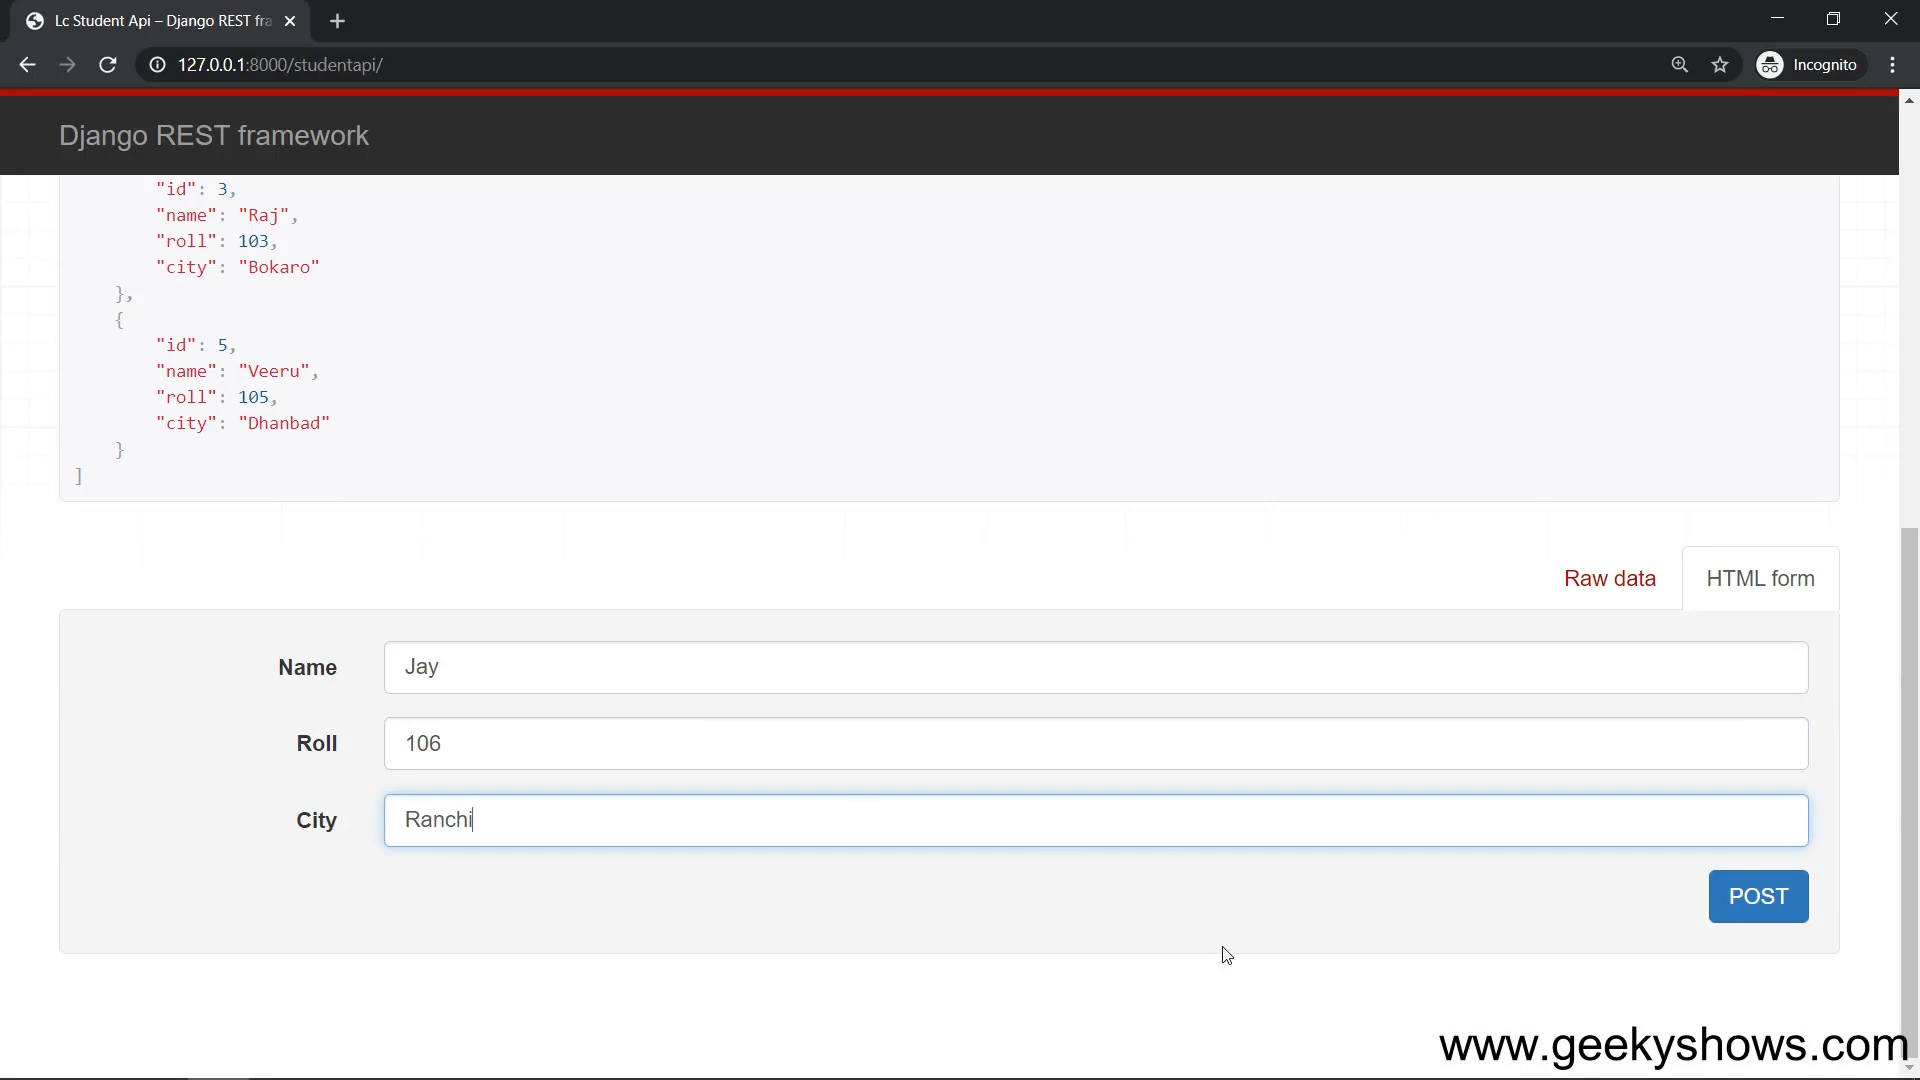 Lc Student Api – Django REST fra
127.0.0.1:8000/studentapi/
Incognito
Django REST framework
"id": 3,
"name": "Raj",
"roll": 103,
"city": "Bokaro"
},
{
"id": 5,
"name": "Veeru",
"roll": 105,
"city": "Dhanbad"
}
]
Raw data
HTML form
Name
Jay
Roll
106
City
Ranchi
POST
www.geekyshows.com